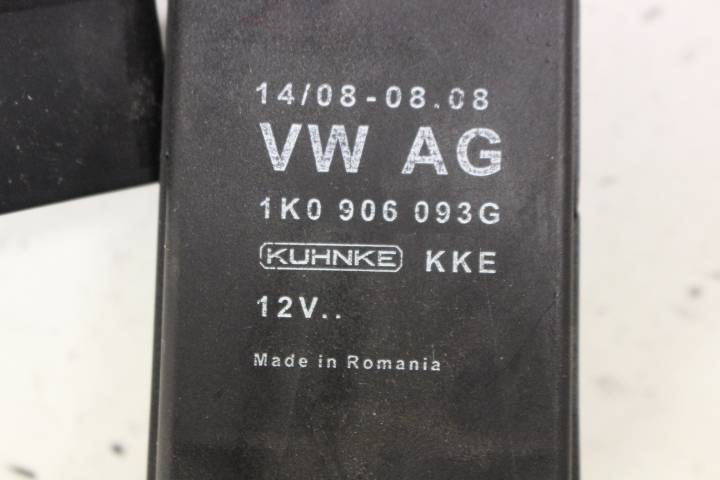 14/08-08.08
VW AG
1K0 906 093G
KUHNKE KKE
12V..
Made in Romania